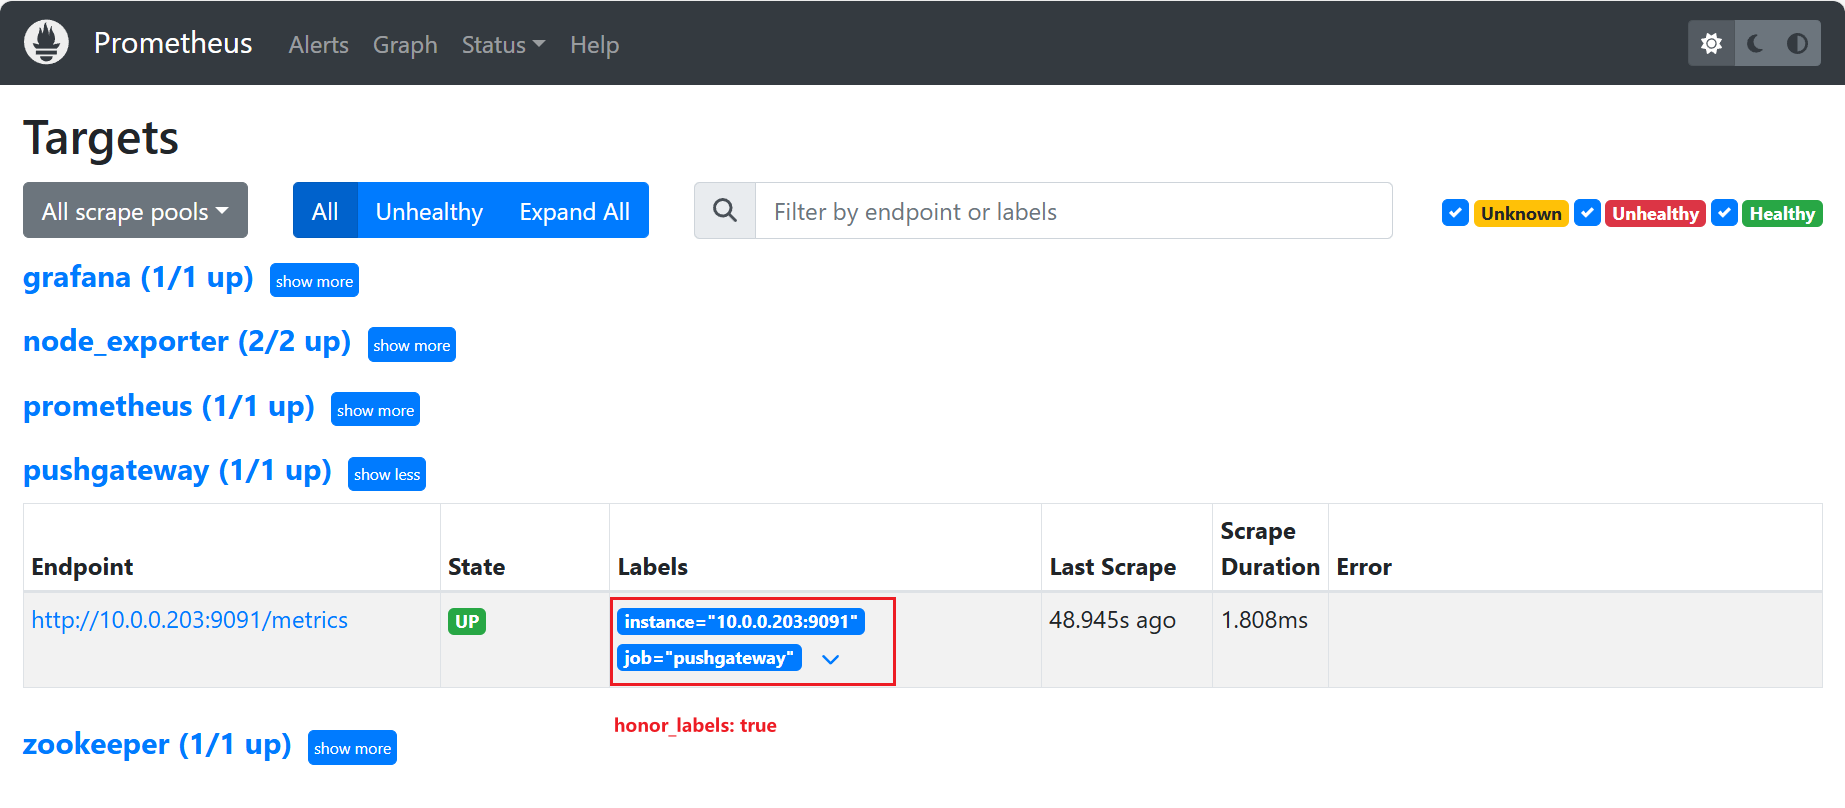 Prometheus Alerts Graph Status Help
Targets
All scrape pools All Unhealthy Expand All Filter by endpoint or labels Unknown Unhealthy Healthy
grafana (1/1 up) show more
node_exporter (2/2 up) show more
prometheus (1/1 up) show more
pushgateway (1/1 up) show less
Endpoint State Labels Last Scrape Scrape Duration Error
http://10.0.0.203:9091/metrics UP instance="10.0.0.203:9091" 48.945s ago 1.808ms
job="pushgateway"
honor_labels: true
zookeeper (1/1 up) show more